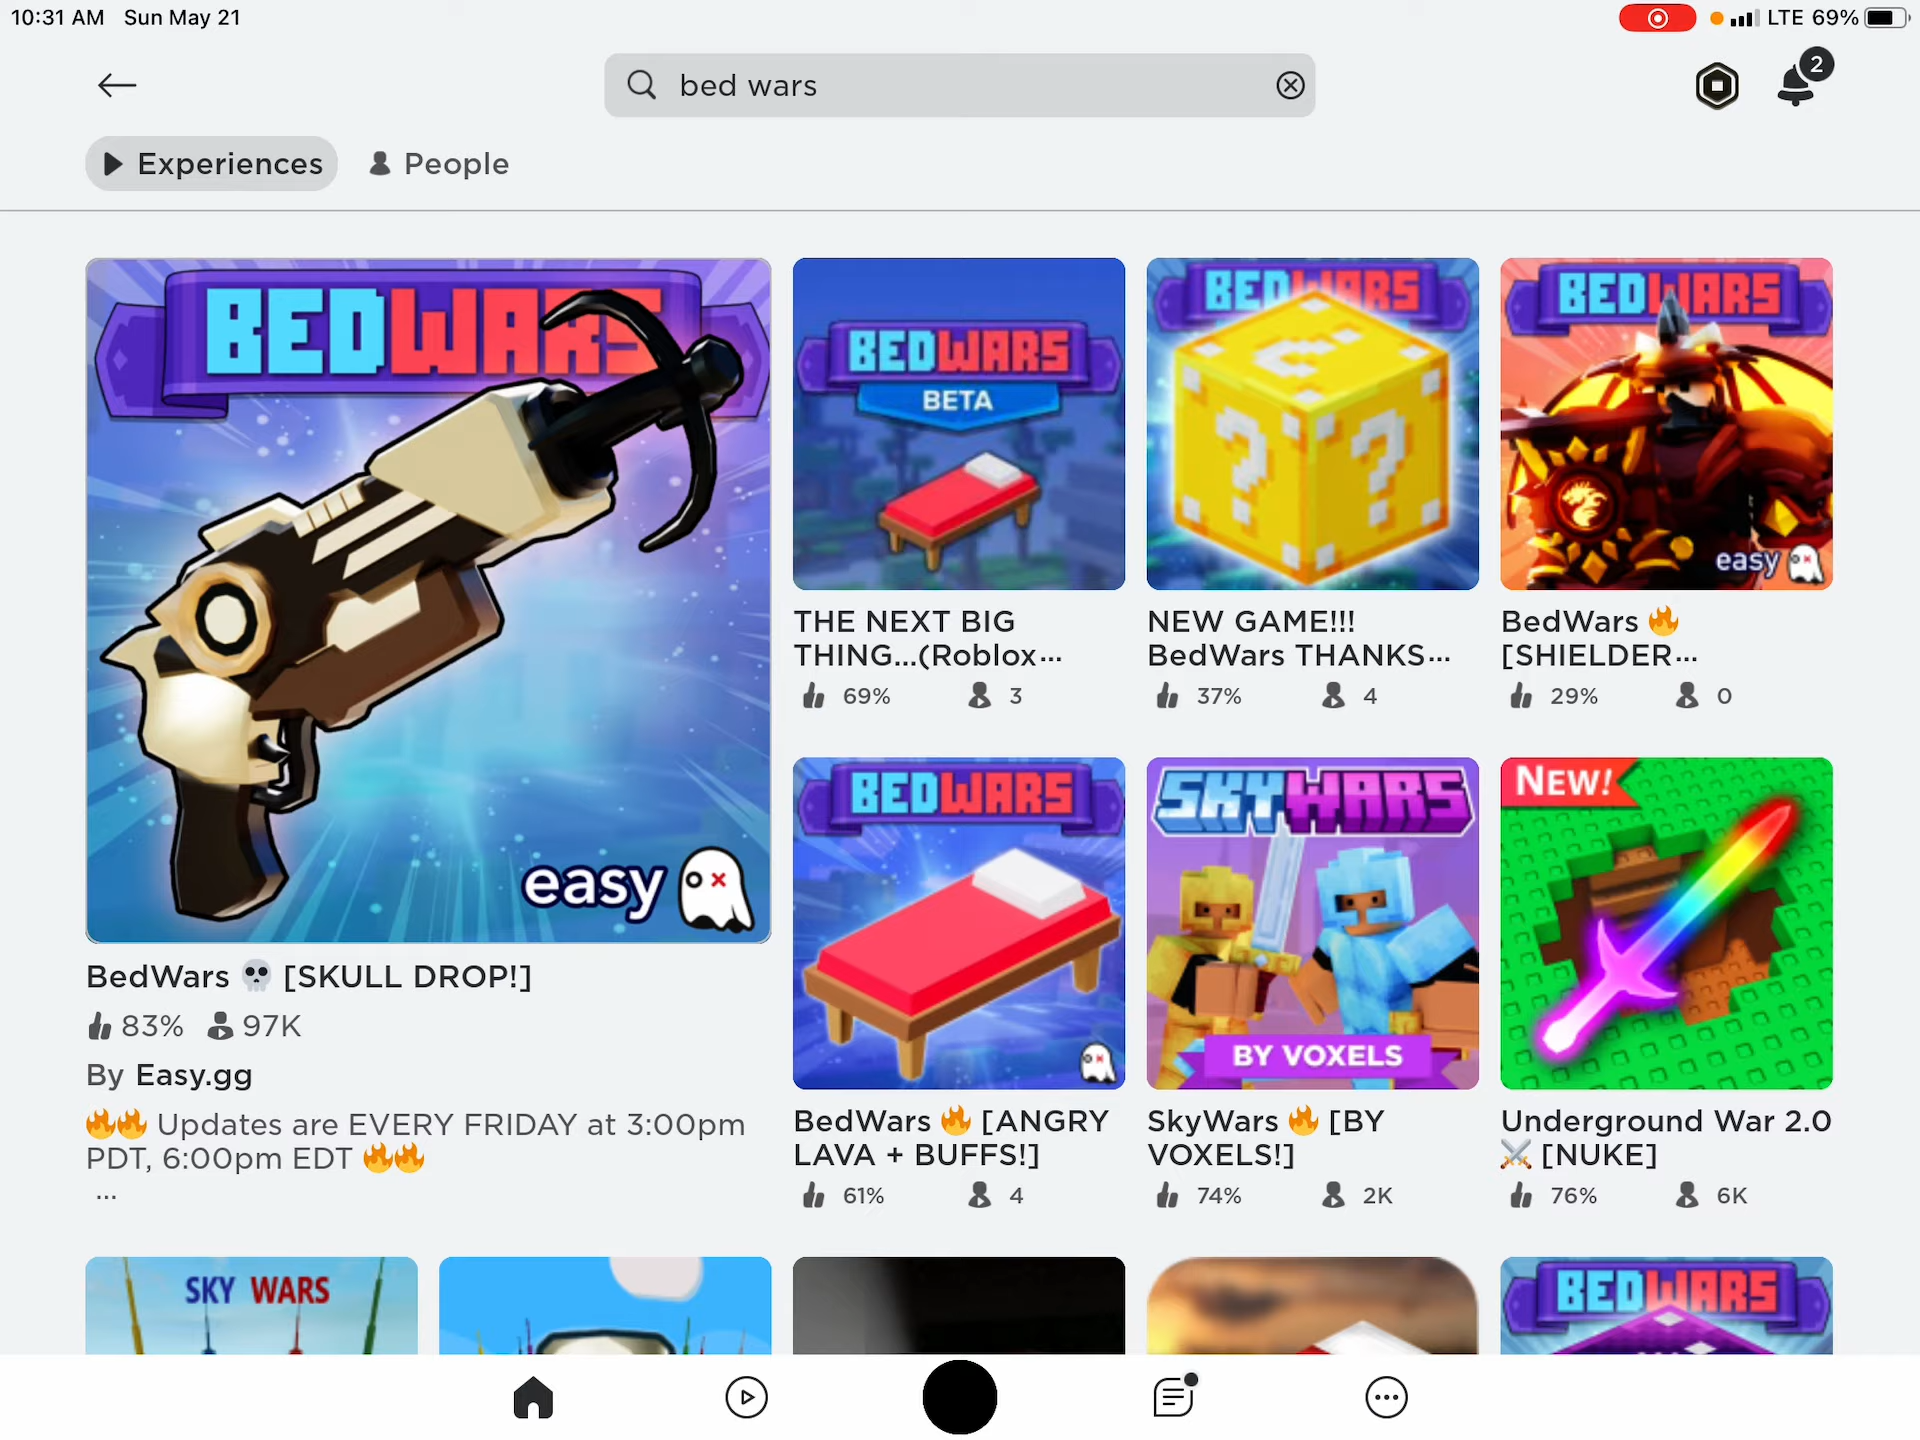 10:31 AM Sun May 21
LTE 69%
bed wars
2
Experiences
People
BEDWARS
easy
BedWars 💀 [SKULL DROP!]
83% 97K
By Easy.gg
🔥🔥 Updates are EVERY FRIDAY at 3:00pm
PDT, 6:00pm EDT 🔥🔥
...
BEDWARS
BETA
THE NEXT BIG
THING...(Roblox...
69% 3
BEDWARS
? ?
NEW GAME!!!
BedWars THANKS...
37% 4
BEDWARS
easy
BedWars 🔥
[SHIELDER...
29% 0
BEDWARS
BedWars 🔥 [ANGRY
LAVA + BUFFS!]
61% 4
SKYWARS
BY VOXELS
SkyWars 🔥 [BY
VOXELS!]
74% 2K
NEW!
Underground War 2.0
⚔️ [NUKE]
76% 6K
SKY WARS
BEDWARS